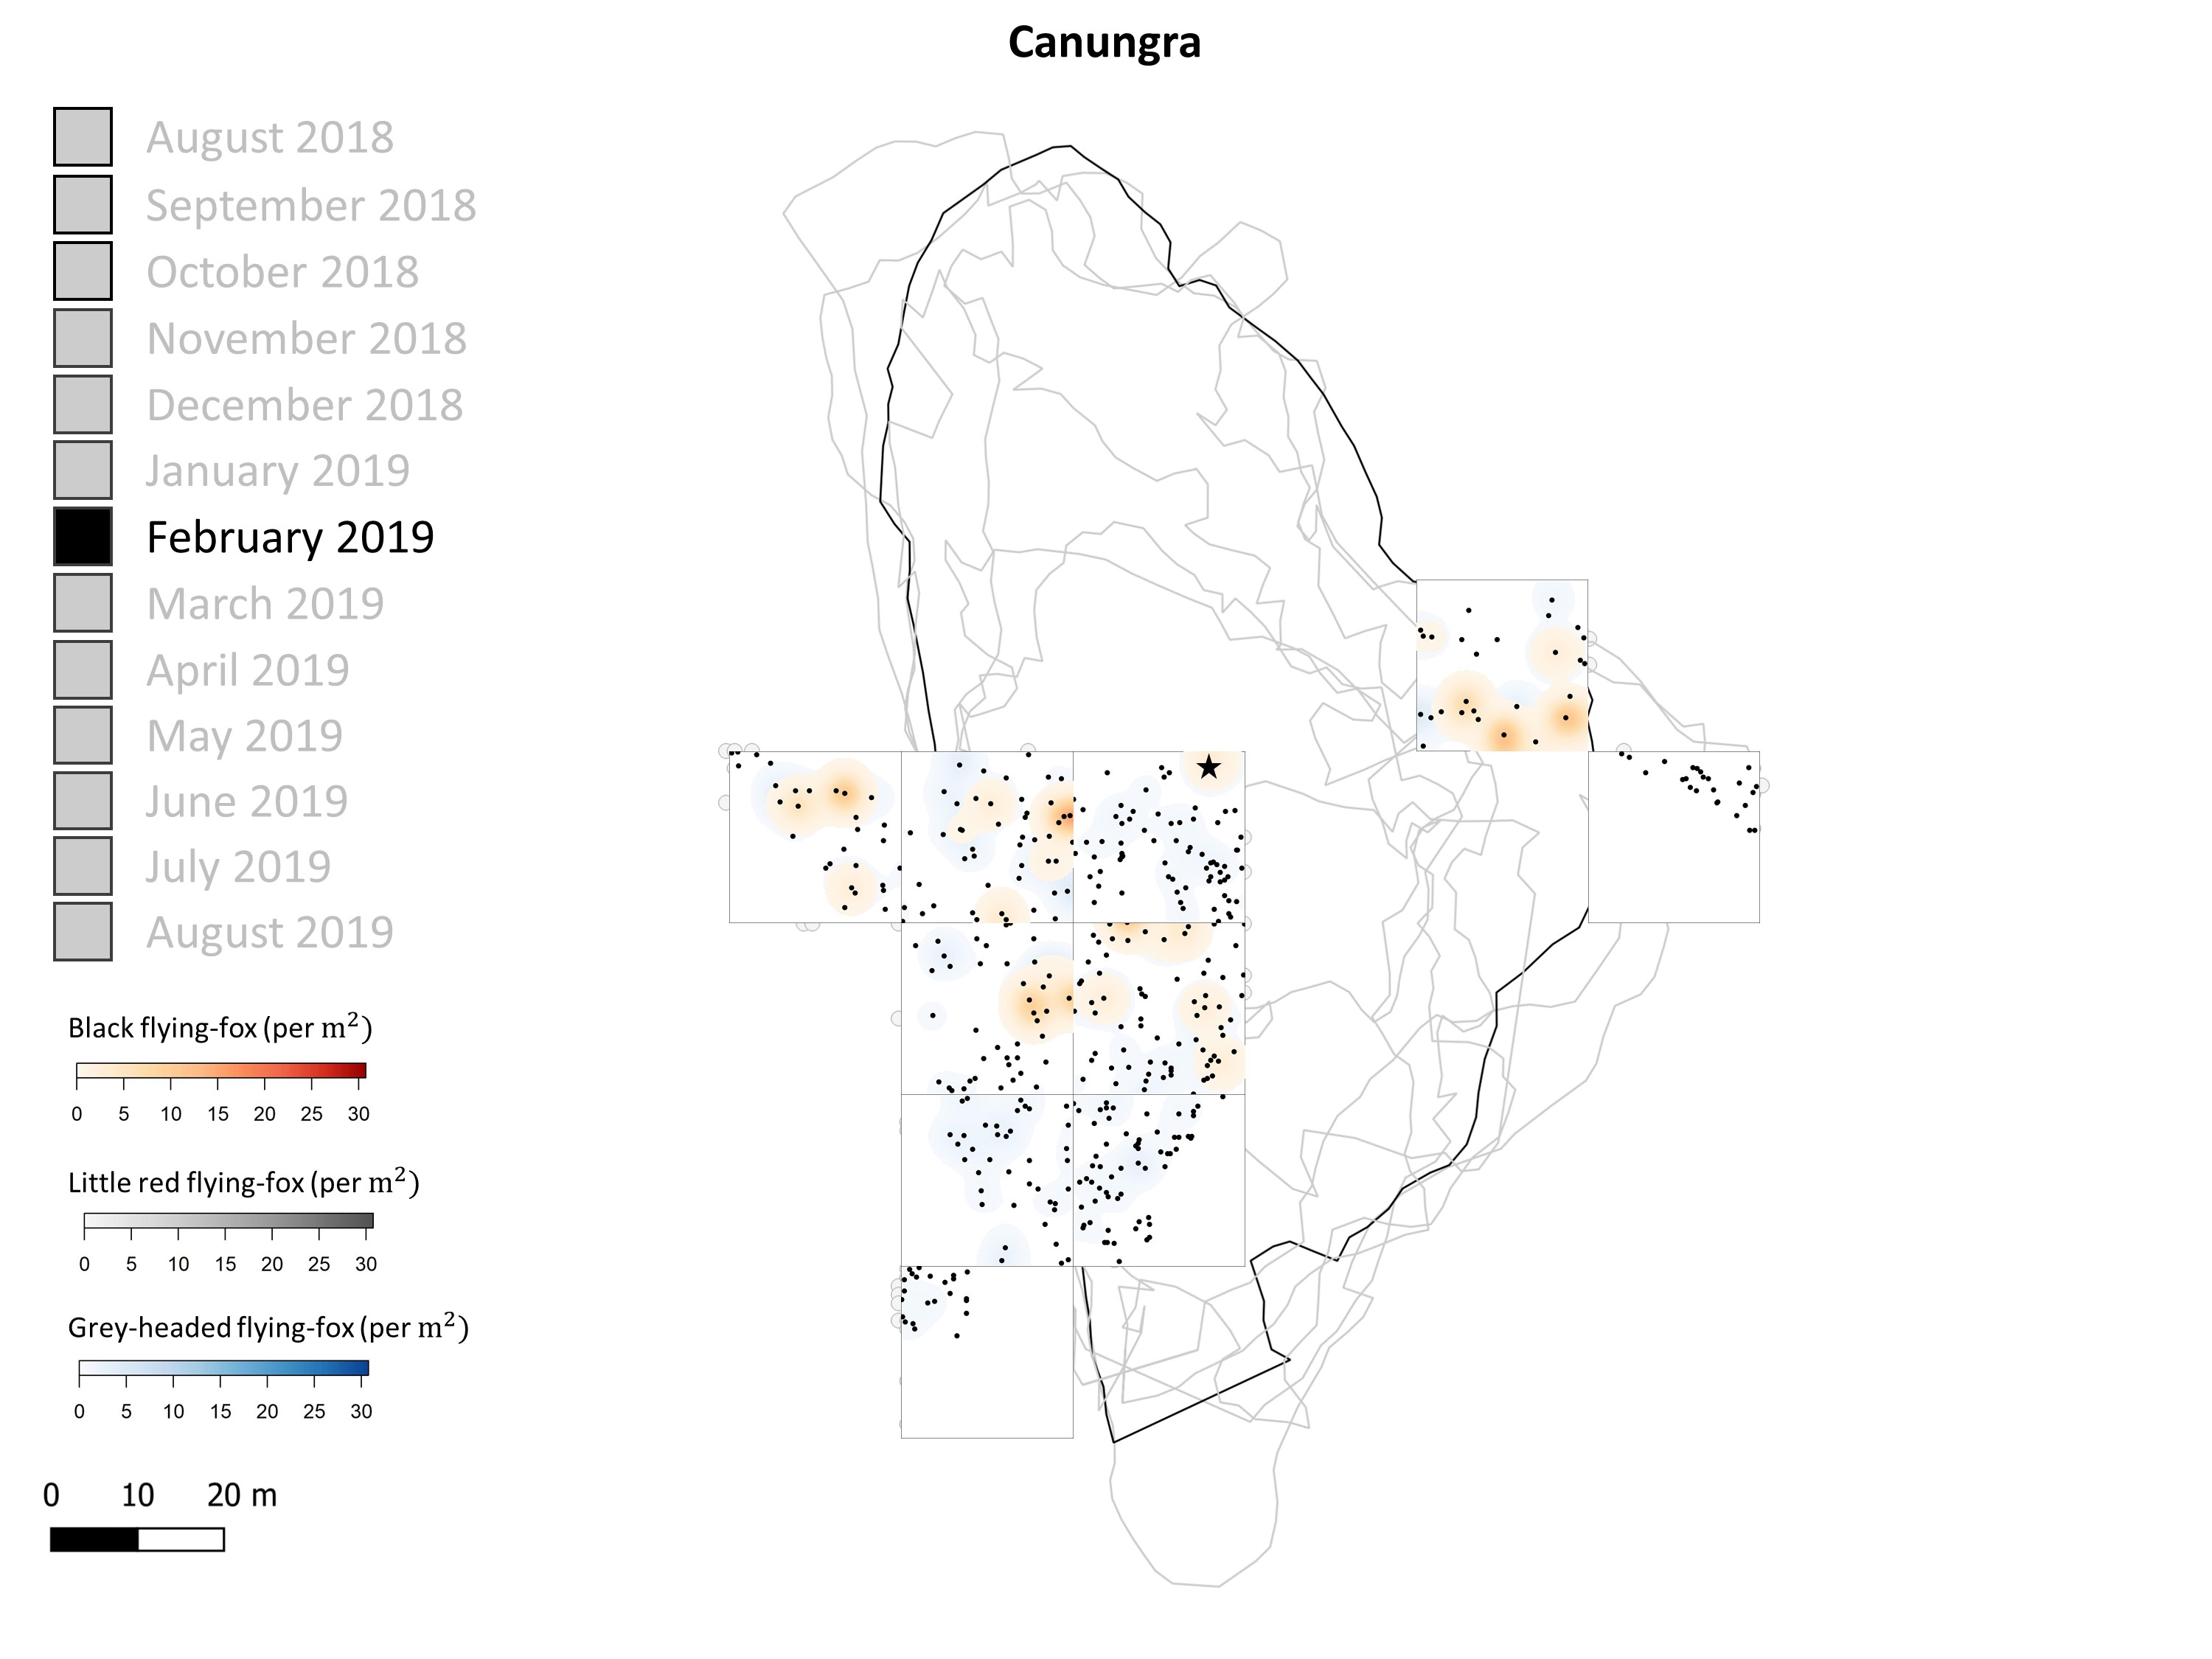 Canungra
August 2018
September 2018
October 2018
November 2018
December 2018
January 2019
February 2019
March 2019
April 2019
May 2019
June 2019
July 2019
August 2019
Black flying-fox (per m²)
0 5 10 15 20 25 30
Little red flying-fox (per m²)
0 5 10 15 20 25 30
Grey-headed flying-fox (per m²)
0 5 10 15 20 25 30
0 10 20 m